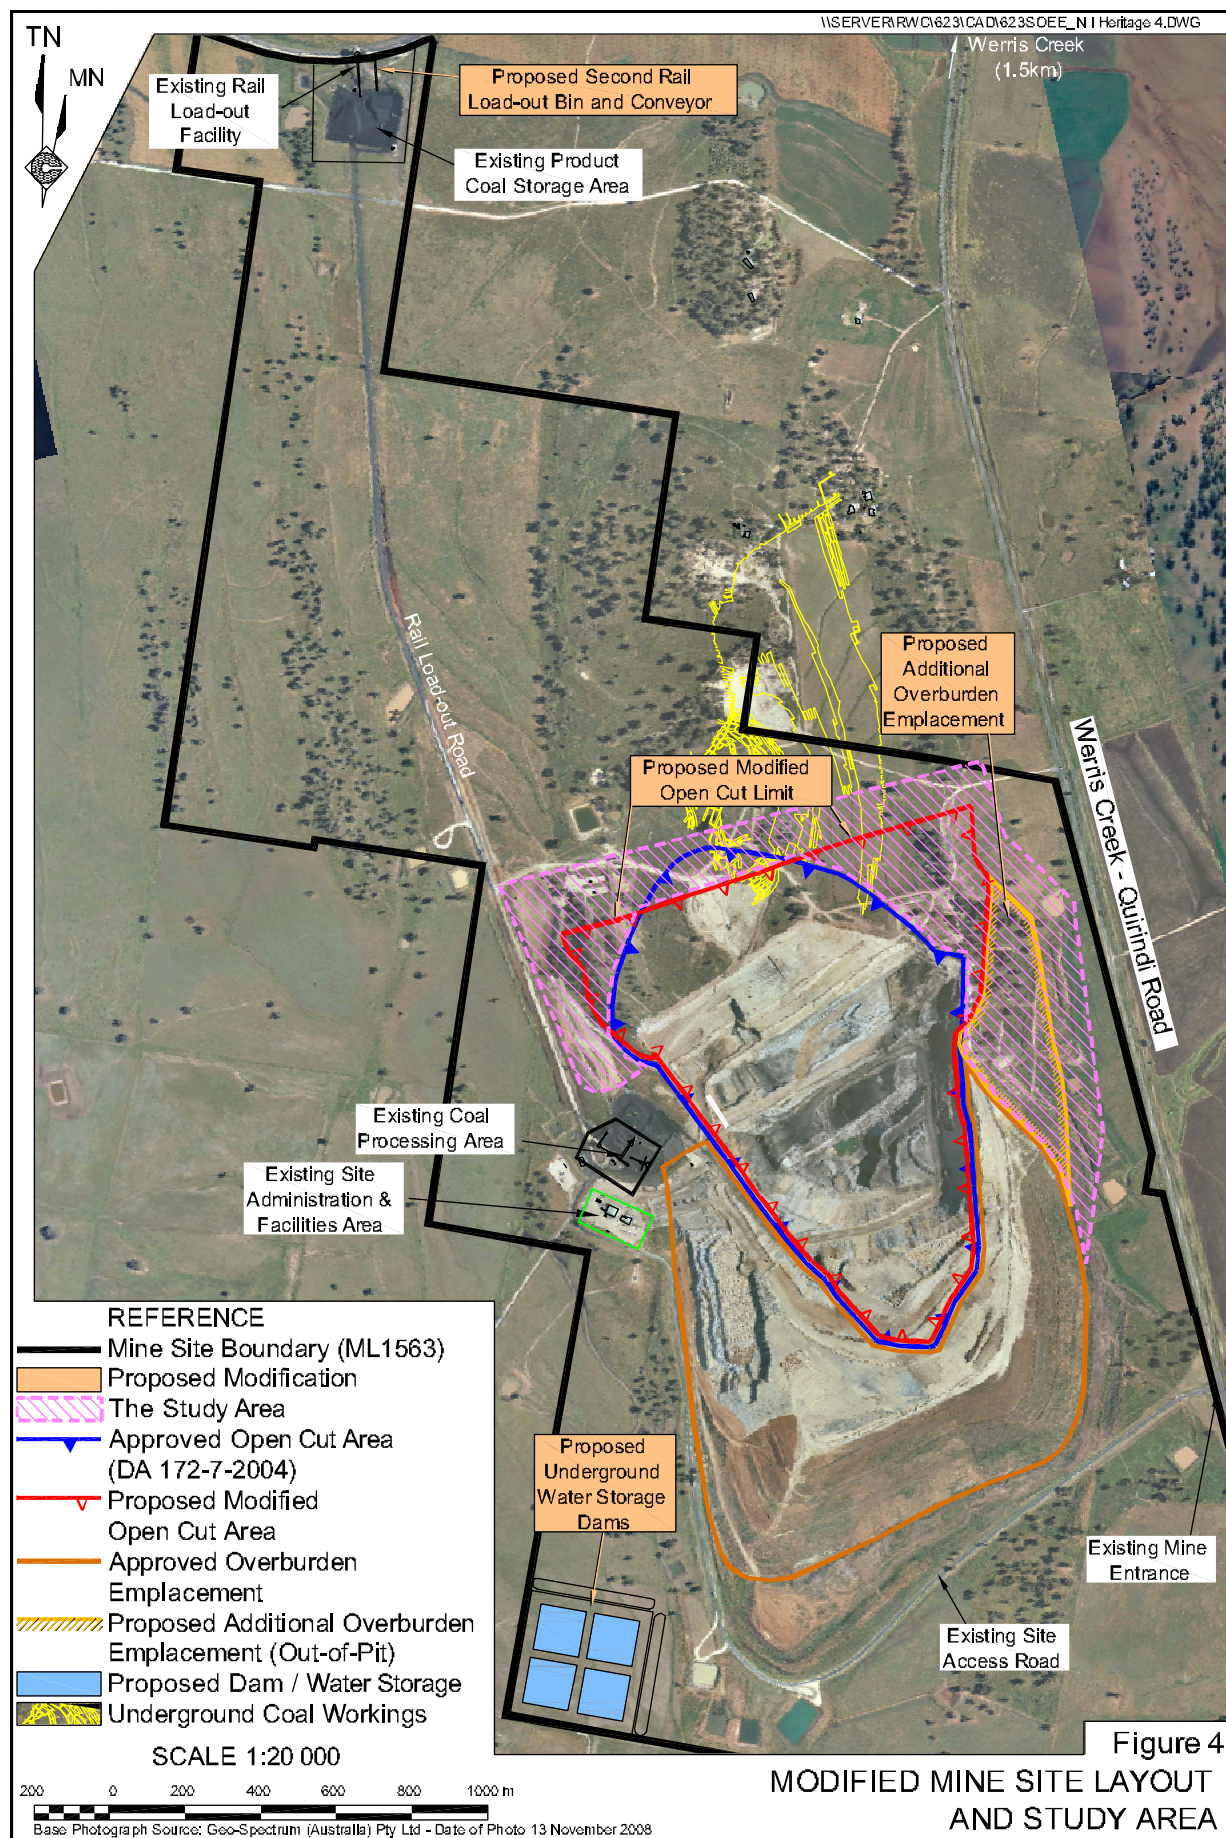 \\SERVER\RWC\623\CAD\623SOEE_N I Heritage 4.DWG
TN
MN
Werris Creek
(1.5km)
Existing Rail
Load-out
Facility
Proposed Second Rail
Load-out Bin and Conveyor
Existing Product
Coal Storage Area
Rail Load-out Road
Proposed
Additional
Overburden
Emplacement
Proposed Modified
Open Cut Limit
Werris Creek - Quirindi Road
Existing Coal
Processing Area
Existing Site
Administration &
Facilities Area
Proposed
Underground
Water Storage
Dams
Existing Mine
Entrance
Existing Site
Access Road
REFERENCE
Mine Site Boundary (ML1563)
Proposed Modification
The Study Area
Approved Open Cut Area
(DA 172-7-2004)
Proposed Modified
Open Cut Area
Approved Overburden
Emplacement
Proposed Additional Overburden
Emplacement (Out-of-Pit)
Proposed Dam / Water Storage
Underground Coal Workings
SCALE 1:20 000
200 0 200 400 600 800 1000 m
Base Photograph Source: Geo-Spectrum (Australia) Pty Ltd - Date of Photo 13 November 2008
Figure 4
MODIFIED MINE SITE LAYOUT
AND STUDY AREA